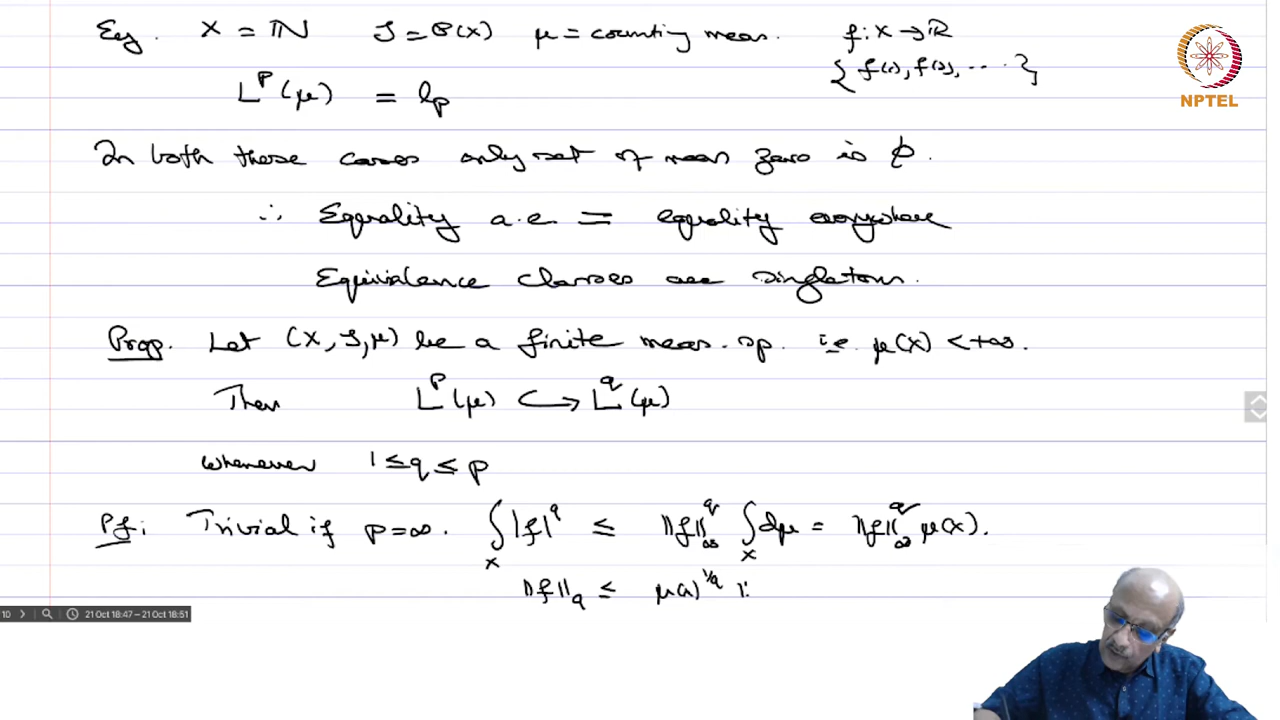 Eg. X = ℕ 𝒮 = 𝒫(X) μ = counting meas. f: X → ℝ
{f(1), f(2), ....}
NPTEL
L^p(μ) = l_p
In both these cases only set of meas zero is φ.
∴ Equality a.e. = equality everywhere
Equivalence classes are singletons.
Prop. Let (X, 𝒮, μ) be a finite meas. sp. i.e. μ(X) < +∞.
Then L^p(μ) ↪ L^q(μ)
whenever 1 ≤ q ≤ p
Pf: Trivial if p = ∞. ∫_X |f|^q ≤ ‖f‖_∞^q ∫_X dμ = ‖f‖_∞^q μ(X).
‖f‖_q ≤ μ(X)^{1/q} ‖
10 21 Oct 18:47 – 21 Oct 18:51